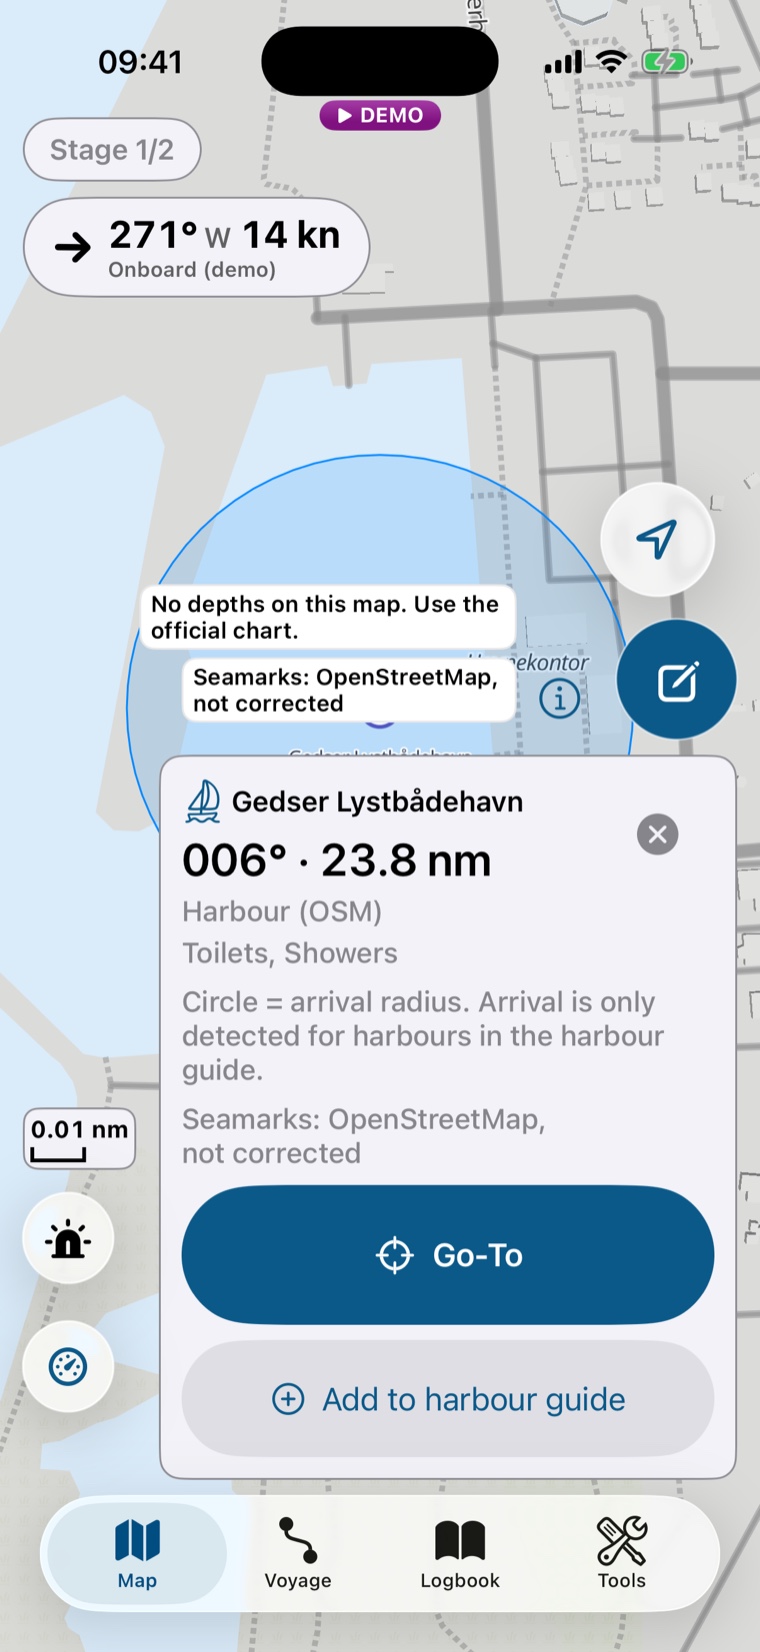 09:41
DEMO
Stage 1/2
271° W 14 kn
Onboard (demo)
No depths on this map. Use the
official chart.
Seamarks: OpenStreetMap,
not corrected
Gedser Lystbådehavn
006° · 23.8 nm
Harbour (OSM)
Toilets, Showers
Circle = arrival radius. Arrival is only
detected for harbours in the harbour
guide.
Seamarks: OpenStreetMap,
not corrected
0.01 nm
Go-To
Add to harbour guide
Map
Voyage
Logbook
Tools